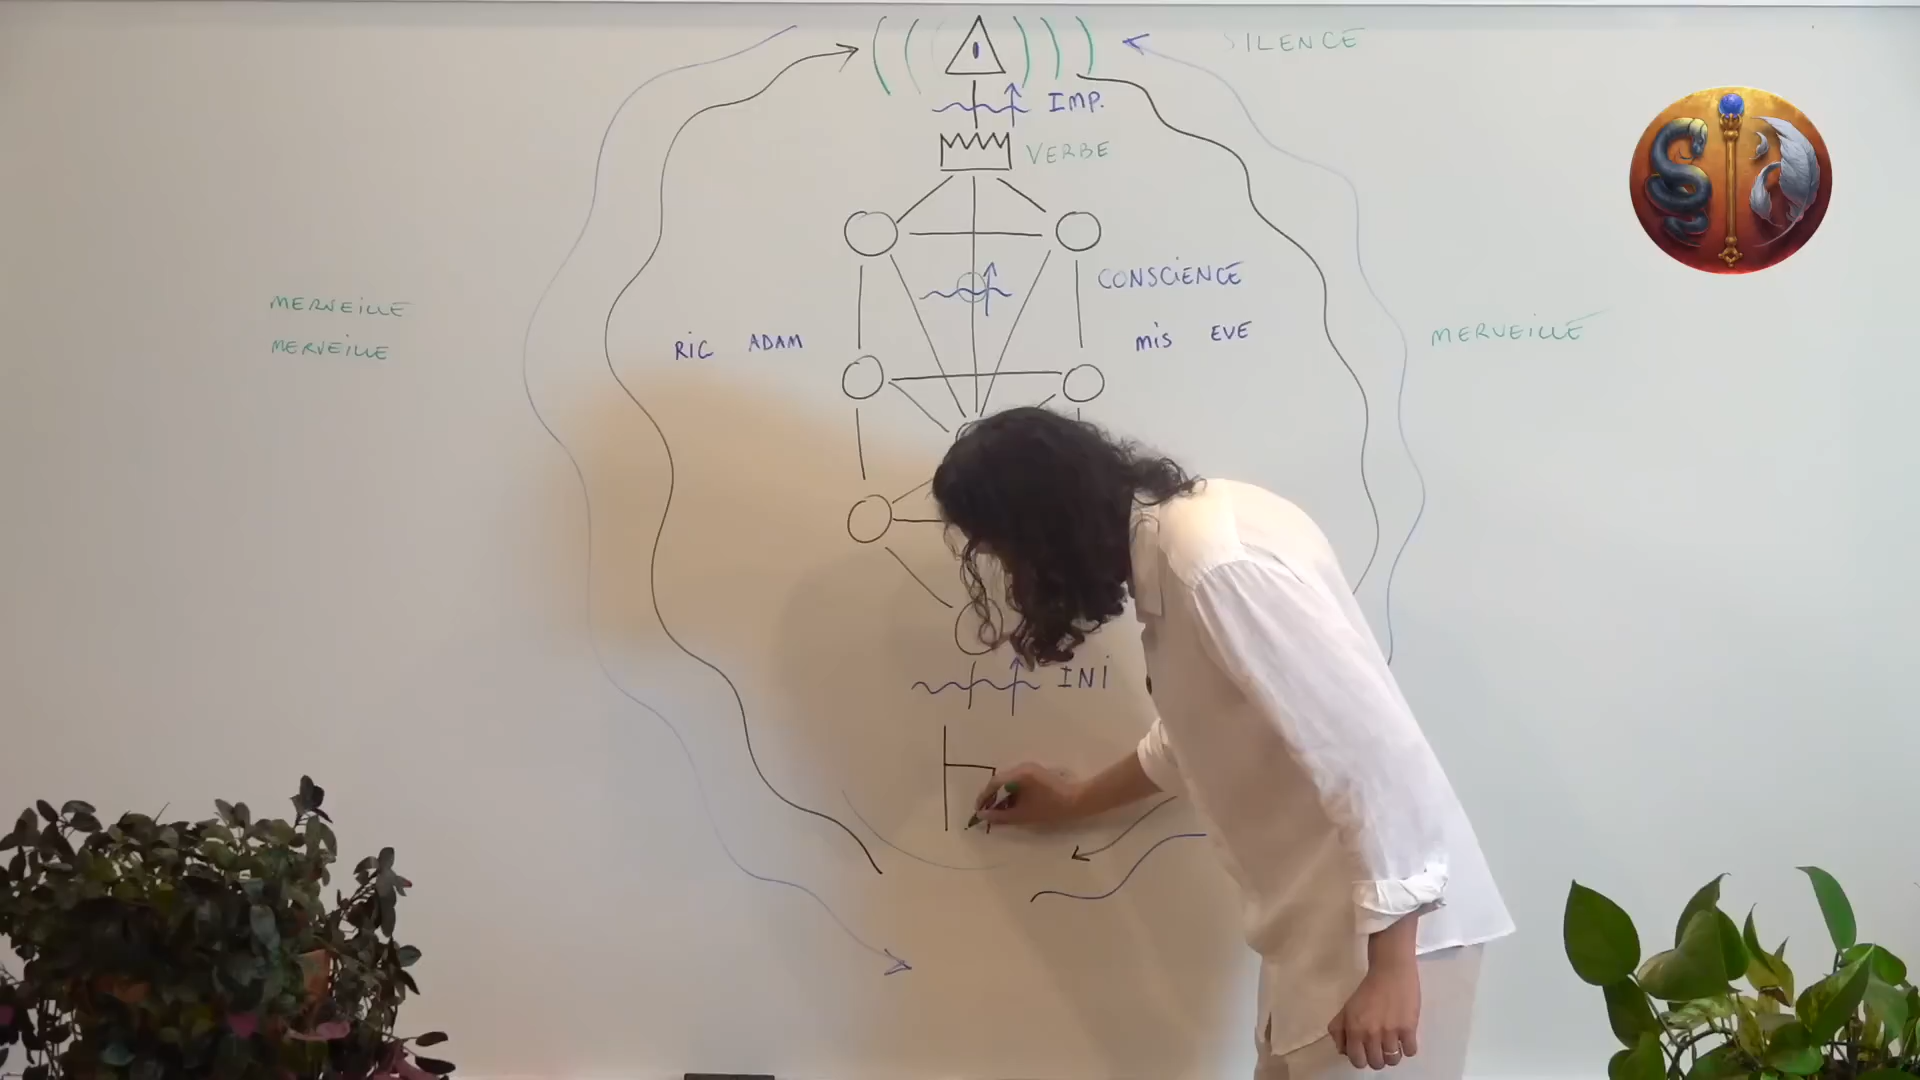 SILENCE
IMP.
VERBE
CONSCIENCE
MERVEILLE
MERVEILLE
RIC ADAM
mis EVE
MERVEILLE
INI